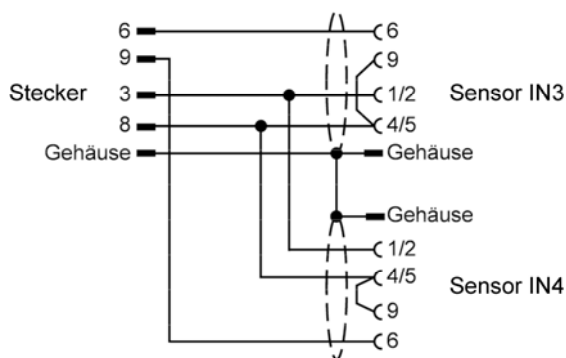 6 6
9 9
Stecker 3 1/2 Sensor IN3
8 4/5
Gehäuse Gehäuse
Gehäuse
1/2
4/5 Sensor IN4
9
6